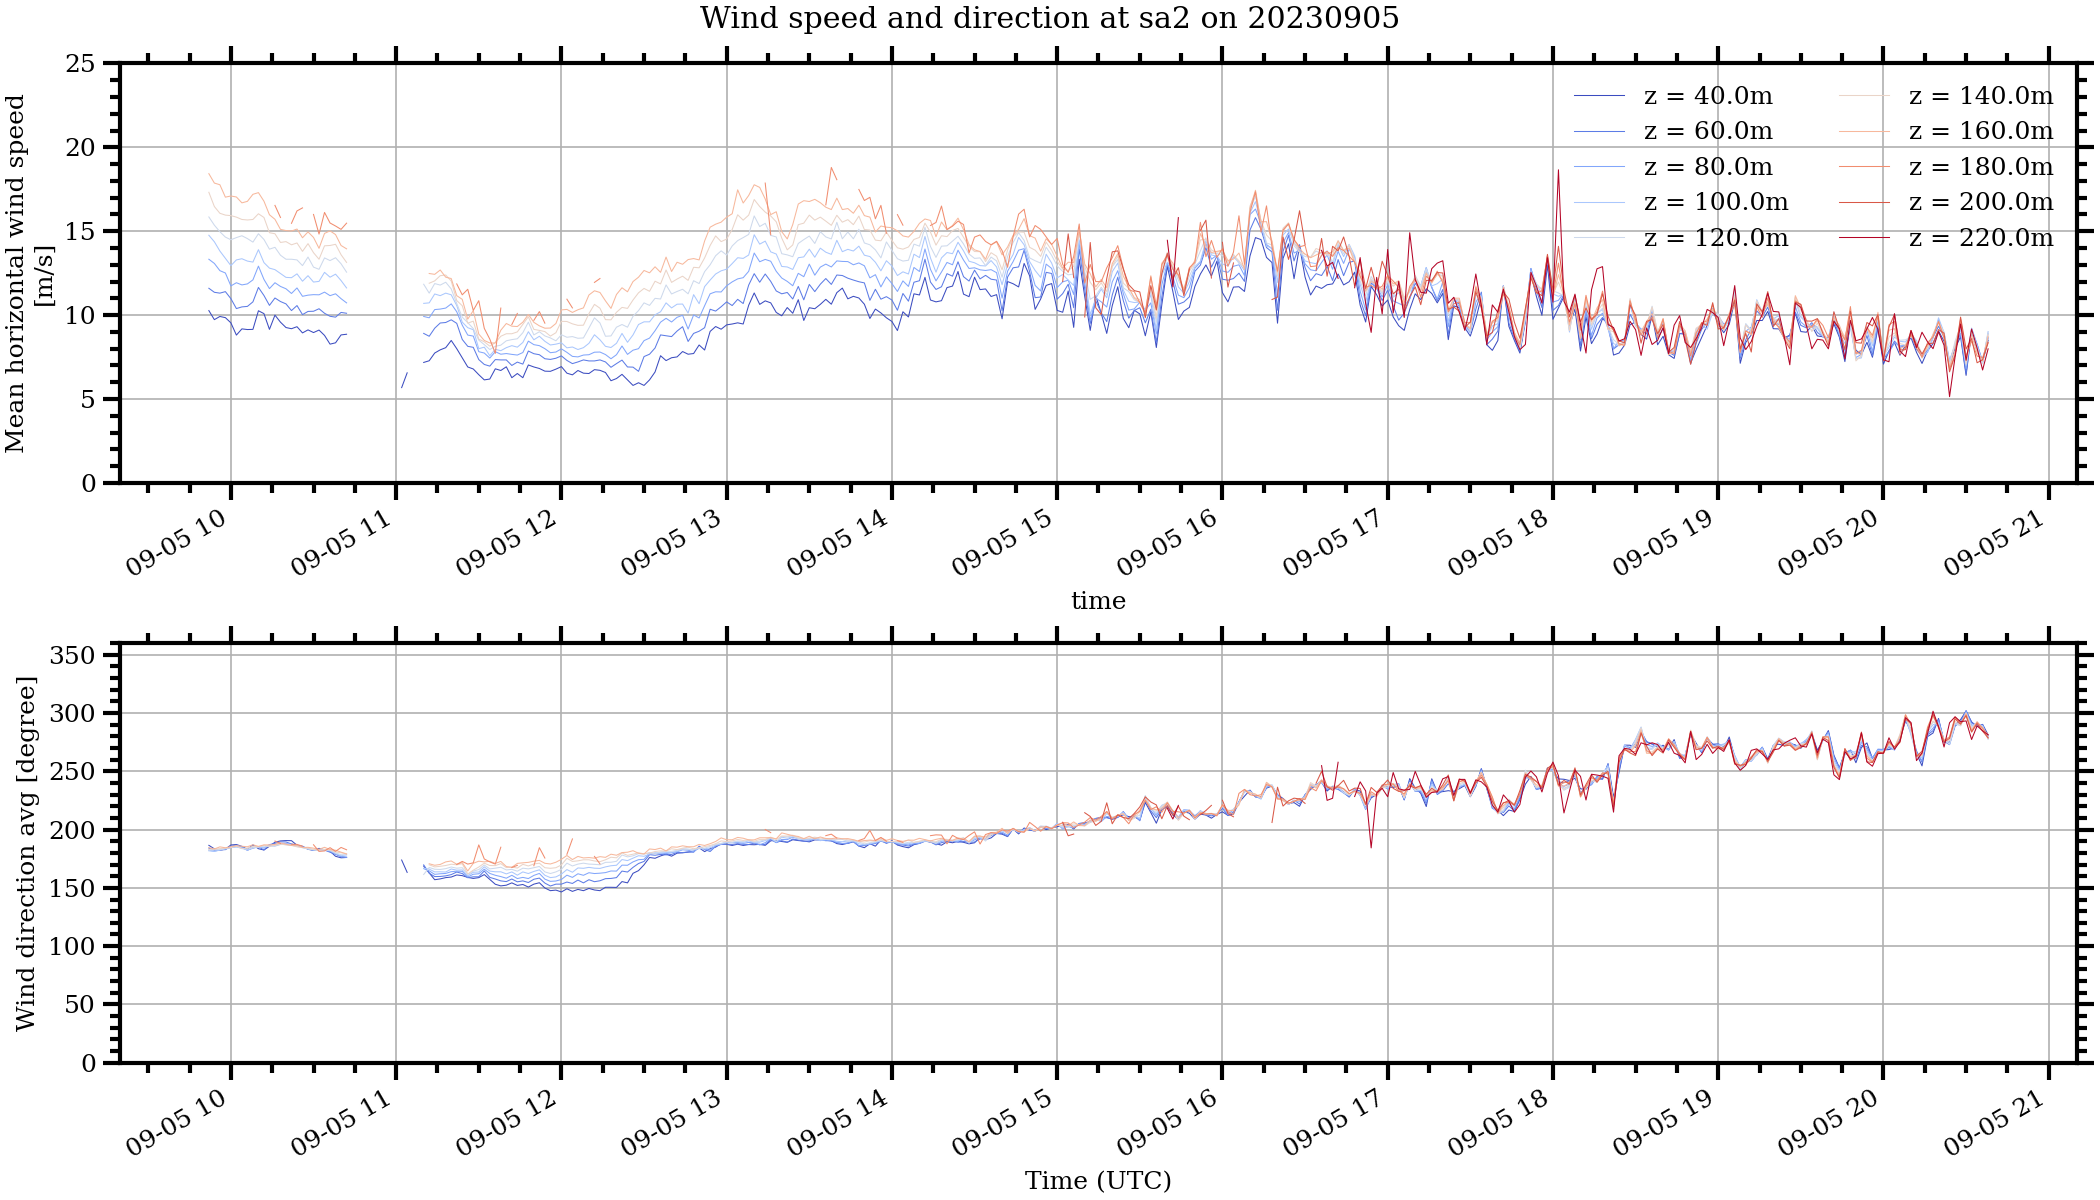 Wind speed and direction at sa2 on 20230905
Mean horizontal wind speed
[m/s]
25
20
15
10
5
0
z = 40.0m
z = 60.0m
z = 80.0m
z = 100.0m
z = 120.0m
z = 140.0m
z = 160.0m
z = 180.0m
z = 200.0m
z = 220.0m
09-05 10
09-05 11
09-05 12
09-05 13
09-05 14
09-05 15
09-05 16
09-05 17
09-05 18
09-05 19
09-05 20
09-05 21
time
Wind direction avg [degree]
350
300
250
200
150
100
50
0
09-05 10
09-05 11
09-05 12
09-05 13
09-05 14
09-05 15
09-05 16
09-05 17
09-05 18
09-05 19
09-05 20
09-05 21
Time (UTC)